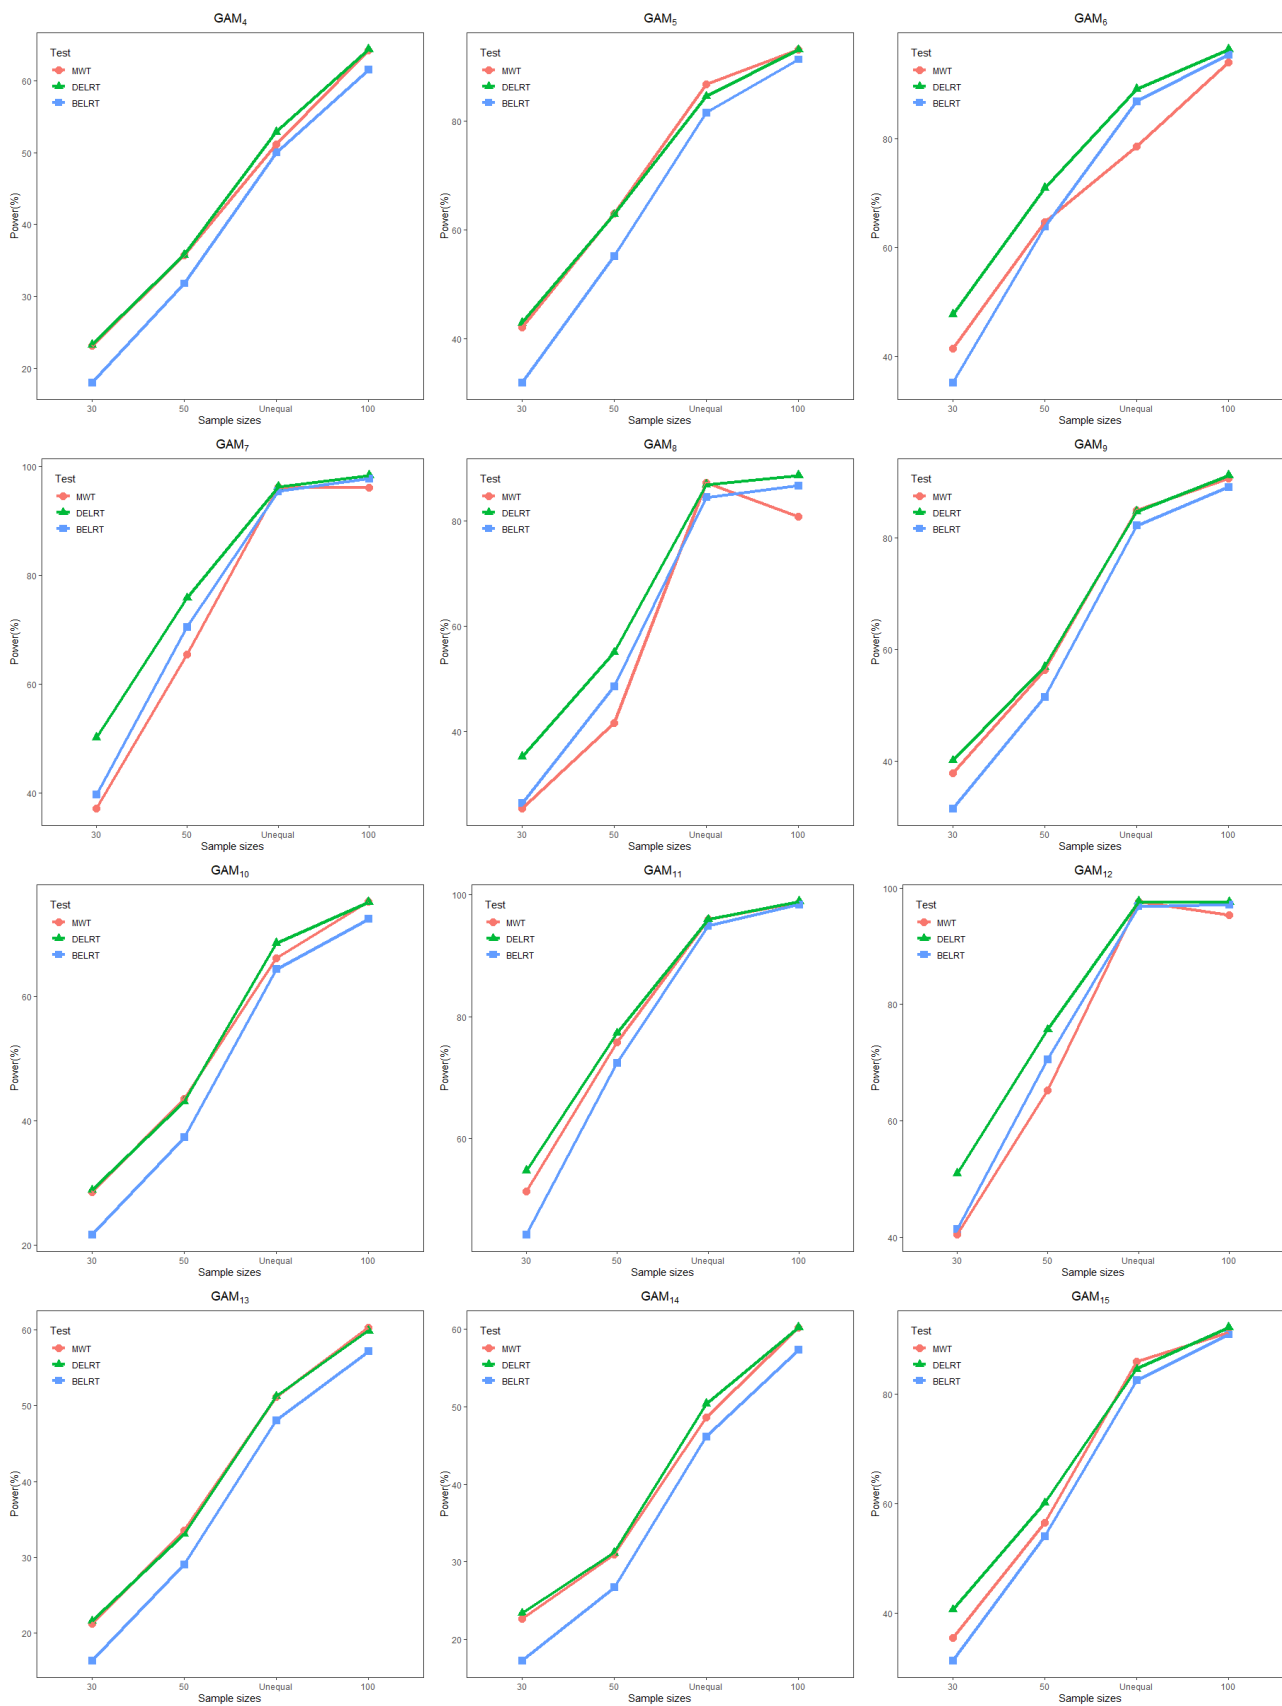 GAM4
Power(%)
Test
MWT
DELRT
BELRT
60
50
40
30
20
30 50 Unequal 100
Sample sizes
GAM5
Power(%)
Test
MWT
DELRT
BELRT
80
60
40
30 50 Unequal 100
Sample sizes
GAM6
Power(%)
Test
MWT
DELRT
BELRT
80
60
40
30 50 Unequal 100
Sample sizes
GAM7
Power(%)
Test
MWT
DELRT
BELRT
100
80
60
40
30 50 Unequal 100
Sample sizes
GAM8
Power(%)
Test
MWT
DELRT
BELRT
80
60
40
30 50 Unequal 100
Sample sizes
GAM9
Power(%)
Test
MWT
DELRT
BELRT
80
60
40
30 50 Unequal 100
Sample sizes
GAM10
Power(%)
Test
MWT
DELRT
BELRT
60
40
20
30 50 Unequal 100
Sample sizes
GAM11
Power(%)
Test
MWT
DELRT
BELRT
100
80
60
30 50 Unequal 100
Sample sizes
GAM12
Power(%)
Test
MWT
DELRT
BELRT
100
80
60
40
30 50 Unequal 100
Sample sizes
GAM13
Power(%)
Test
MWT
DELRT
BELRT
60
50
40
30
20
30 50 Unequal 100
Sample sizes
GAM14
Power(%)
Test
MWT
DELRT
BELRT
60
50
40
30
20
30 50 Unequal 100
Sample sizes
GAM15
Power(%)
Test
MWT
DELRT
BELRT
80
60
40
30 50 Unequal 100
Sample sizes